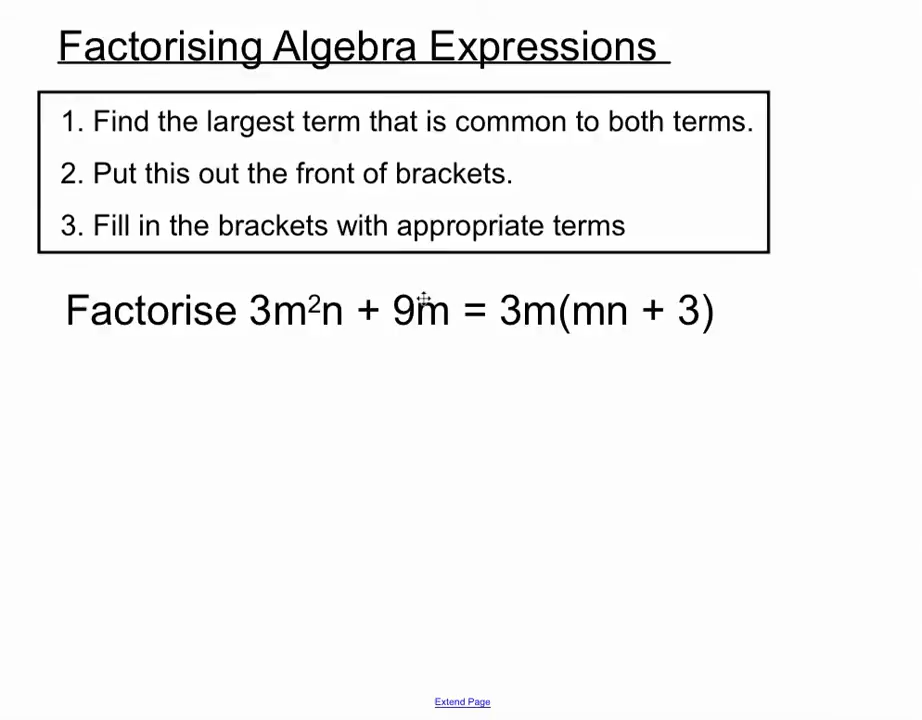 Factorising Algebra Expressions
1. Find the largest term that is common to both terms.
2. Put this out the front of brackets.
3. Fill in the brackets with appropriate terms
Factorise 3m²n + 9m = 3m(mn + 3)
Extend Page